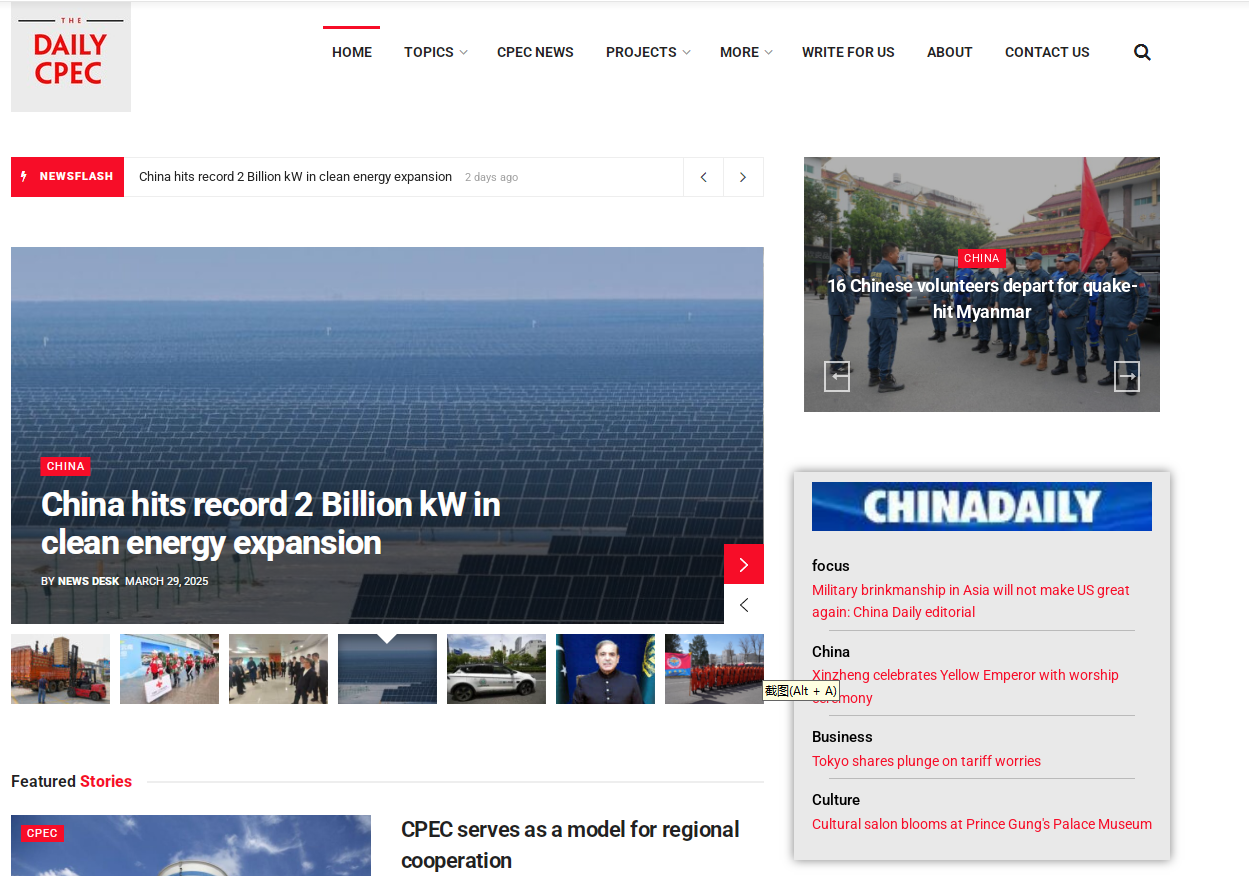 THE
DAILY
CPEC
HOME TOPICS CPEC NEWS PROJECTS MORE WRITE FOR US ABOUT CONTACT US
NEWSFLASH China hits record 2 Billion kW in clean energy expansion 2 days ago
CHINA
China hits record 2 Billion kW in
clean energy expansion
BY NEWS DESK MARCH 29, 2025
CHINA
16 Chinese volunteers depart for quake-
hit Myanmar
CHINADAILY
focus
Military brinkmanship in Asia will not make US great
again: China Daily editorial
China
Xinzheng celebrates Yellow Emperor with worship
截图(Alt + A)
Business
Tokyo shares plunge on tariff worries
Culture
Cultural salon blooms at Prince Gung's Palace Museum
Featured Stories
CPEC
CPEC serves as a model for regional
cooperation